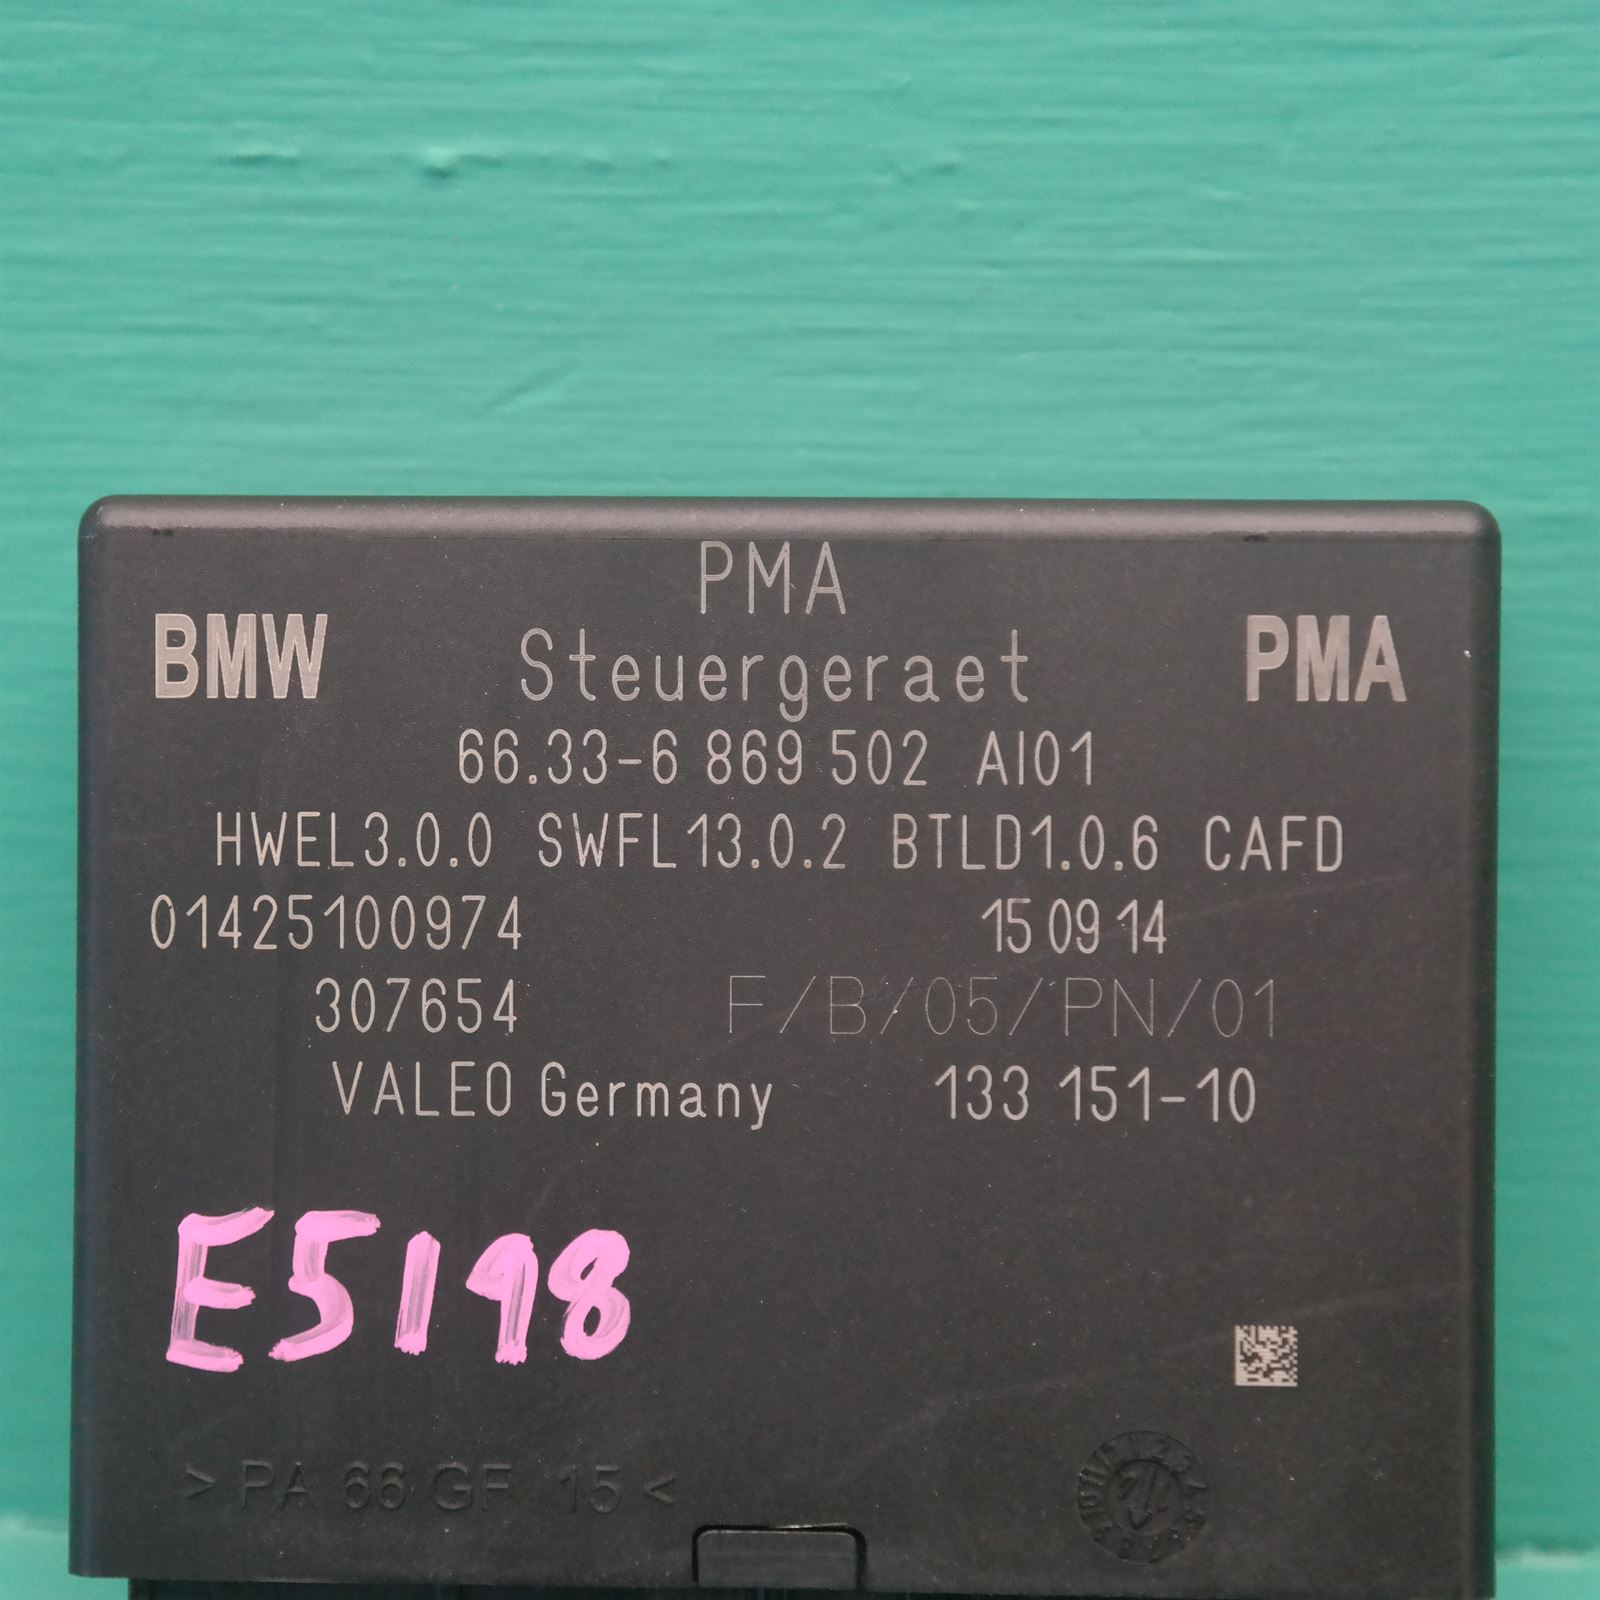 PMA
BMW Steuergeraet PMA
66.33-6 869 502 AI01
HWEL3.0.0 SWFL13.0.2 BTLD1.0.6 CAFD
01425100974 15 09 14
307654 F/B/05/PN/01
VALEO Germany 133 151-10
E5198
> PA 66 GF 15 <